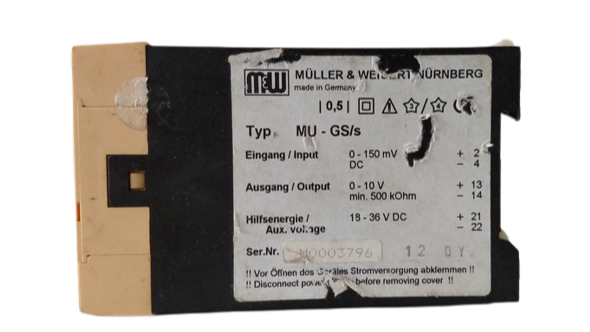 M&W MÜLLER & WEIGERT NÜRNBERG
made in Germany
| 0,5 |
Typ MU - GS/s
Eingang / Input 0 - 150 mV + 2
DC - 4
Ausgang / Output 0 - 10 V + 13
min. 500 kOhm - 14
Hilfsenergie / 18 - 36 V DC + 21
Aux. voltage - 22
Ser.Nr. 0003796 12
!! Vor Öffnen des Gerätes Stromversorgung abklemmen !!
!! Disconnect before removing cover !!